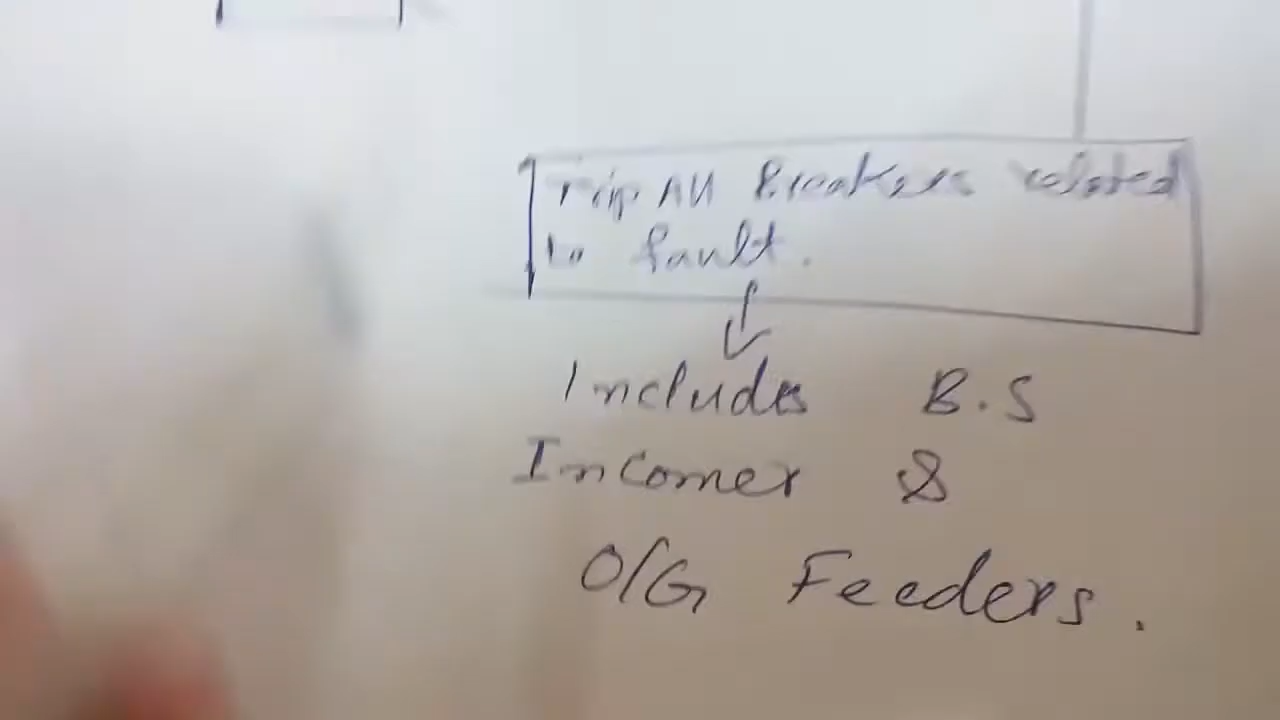 Trip All Breakers related
to fault.
Includes B.S
Incomer &
O/G Feeders.